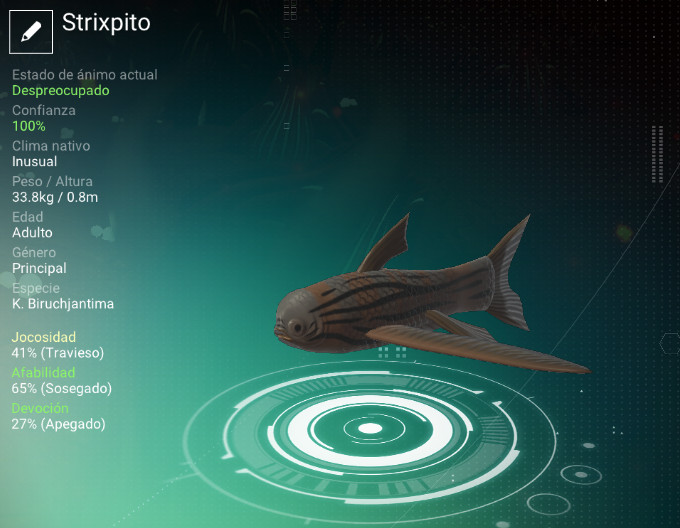 Strixpito
Estado de ánimo actual
Despreocupado
Confianza
100%
Clima nativo
Inusual
Peso / Altura
33.8kg / 0.8m
Edad
Adulto
Género
Principal
Especie
K. Biruchjantima
Jocosidad
41% (Travieso)
Afabilidad
65% (Sosegado)
Devoción
27% (Apegado)